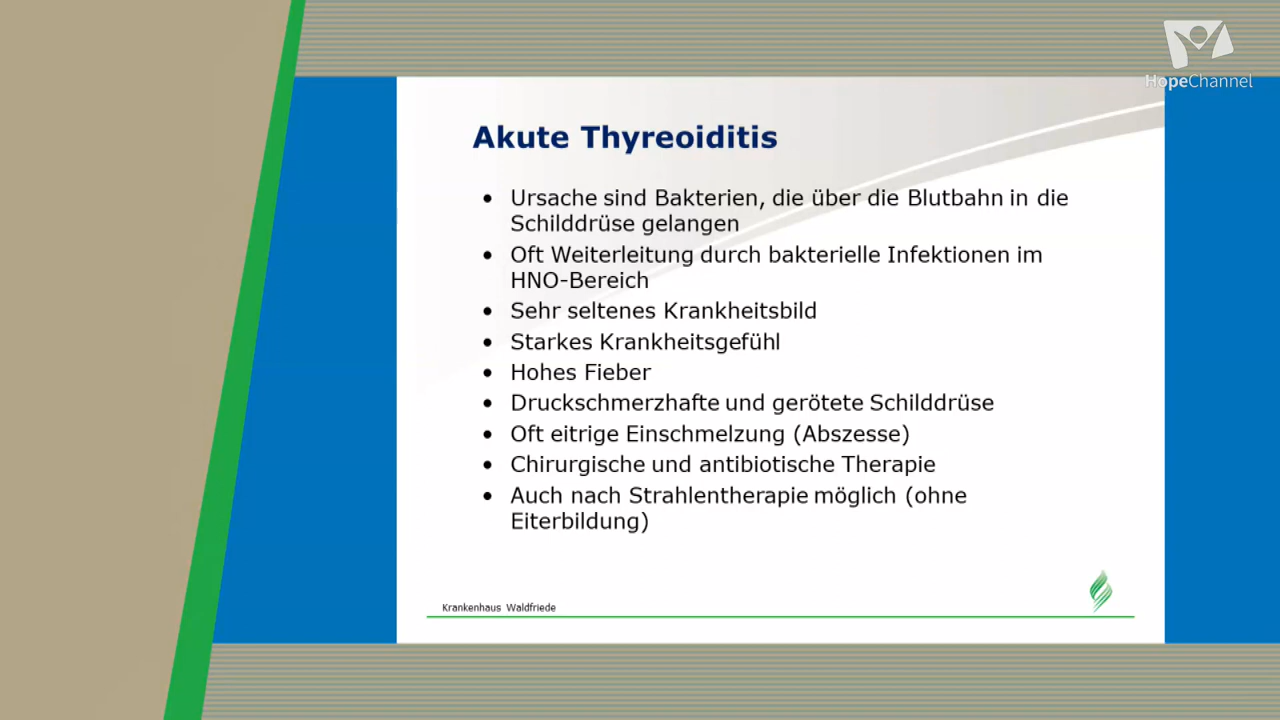 HopeChannel
Akute Thyreoiditis
• Ursache sind Bakterien, die über die Blutbahn in die
Schilddrüse gelangen
• Oft Weiterleitung durch bakterielle Infektionen im
HNO-Bereich
• Sehr seltenes Krankheitsbild
• Starkes Krankheitsgefühl
• Hohes Fieber
• Druckschmerzhafte und gerötete Schilddrüse
• Oft eitrige Einschmelzung (Abszesse)
• Chirurgische und antibiotische Therapie
• Auch nach Strahlentherapie möglich (ohne
Eiterbildung)
Krankenhaus Waldfriede